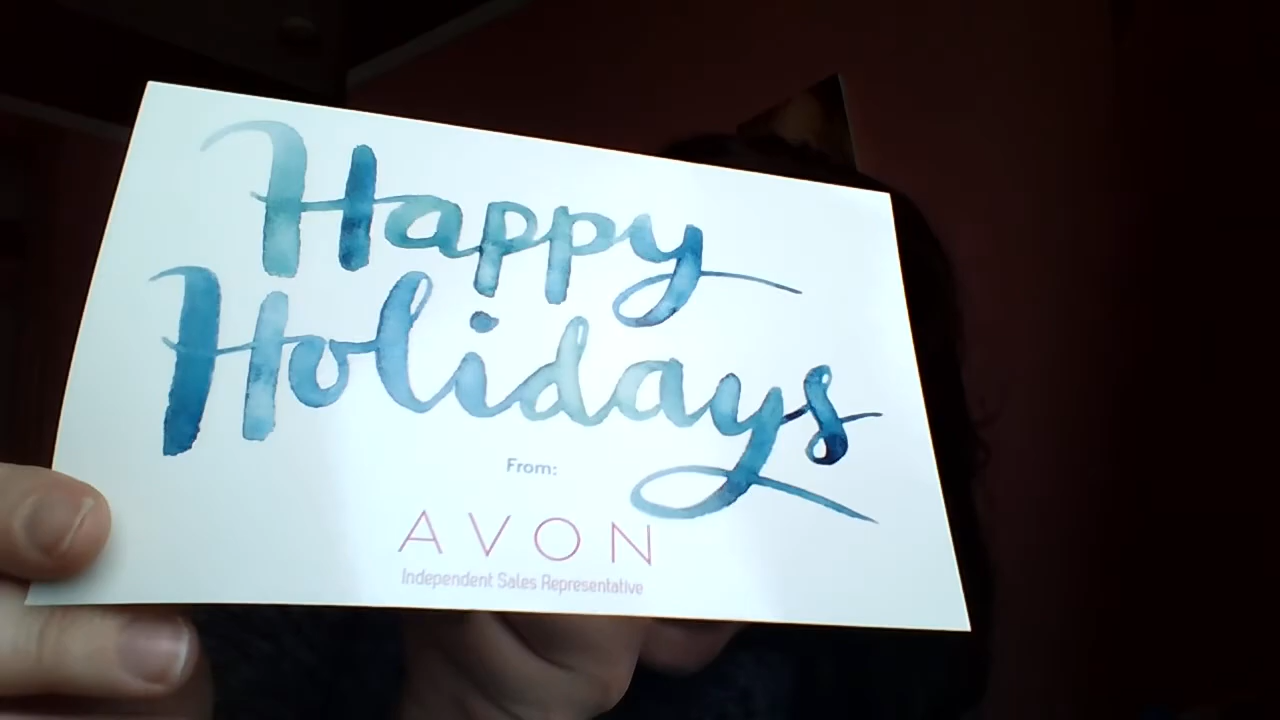 Happy
Holidays
From:
AVON
Independent Sales Representative